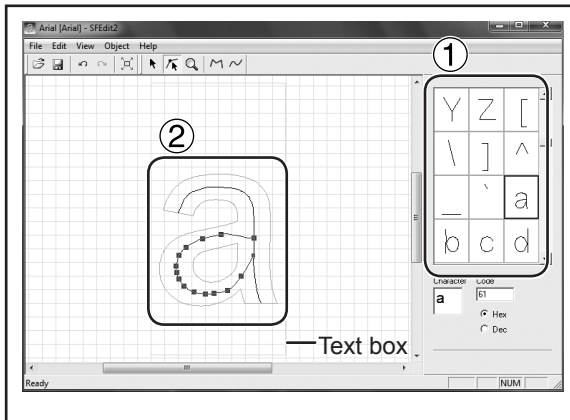 Arial [Arial] - SFEdit2
File Edit View Object Help
1
2
Y Z [
\ ] ^
_ ` a
b c d
Character Code
a 61
Hex
Dec
Text box
Ready NUM